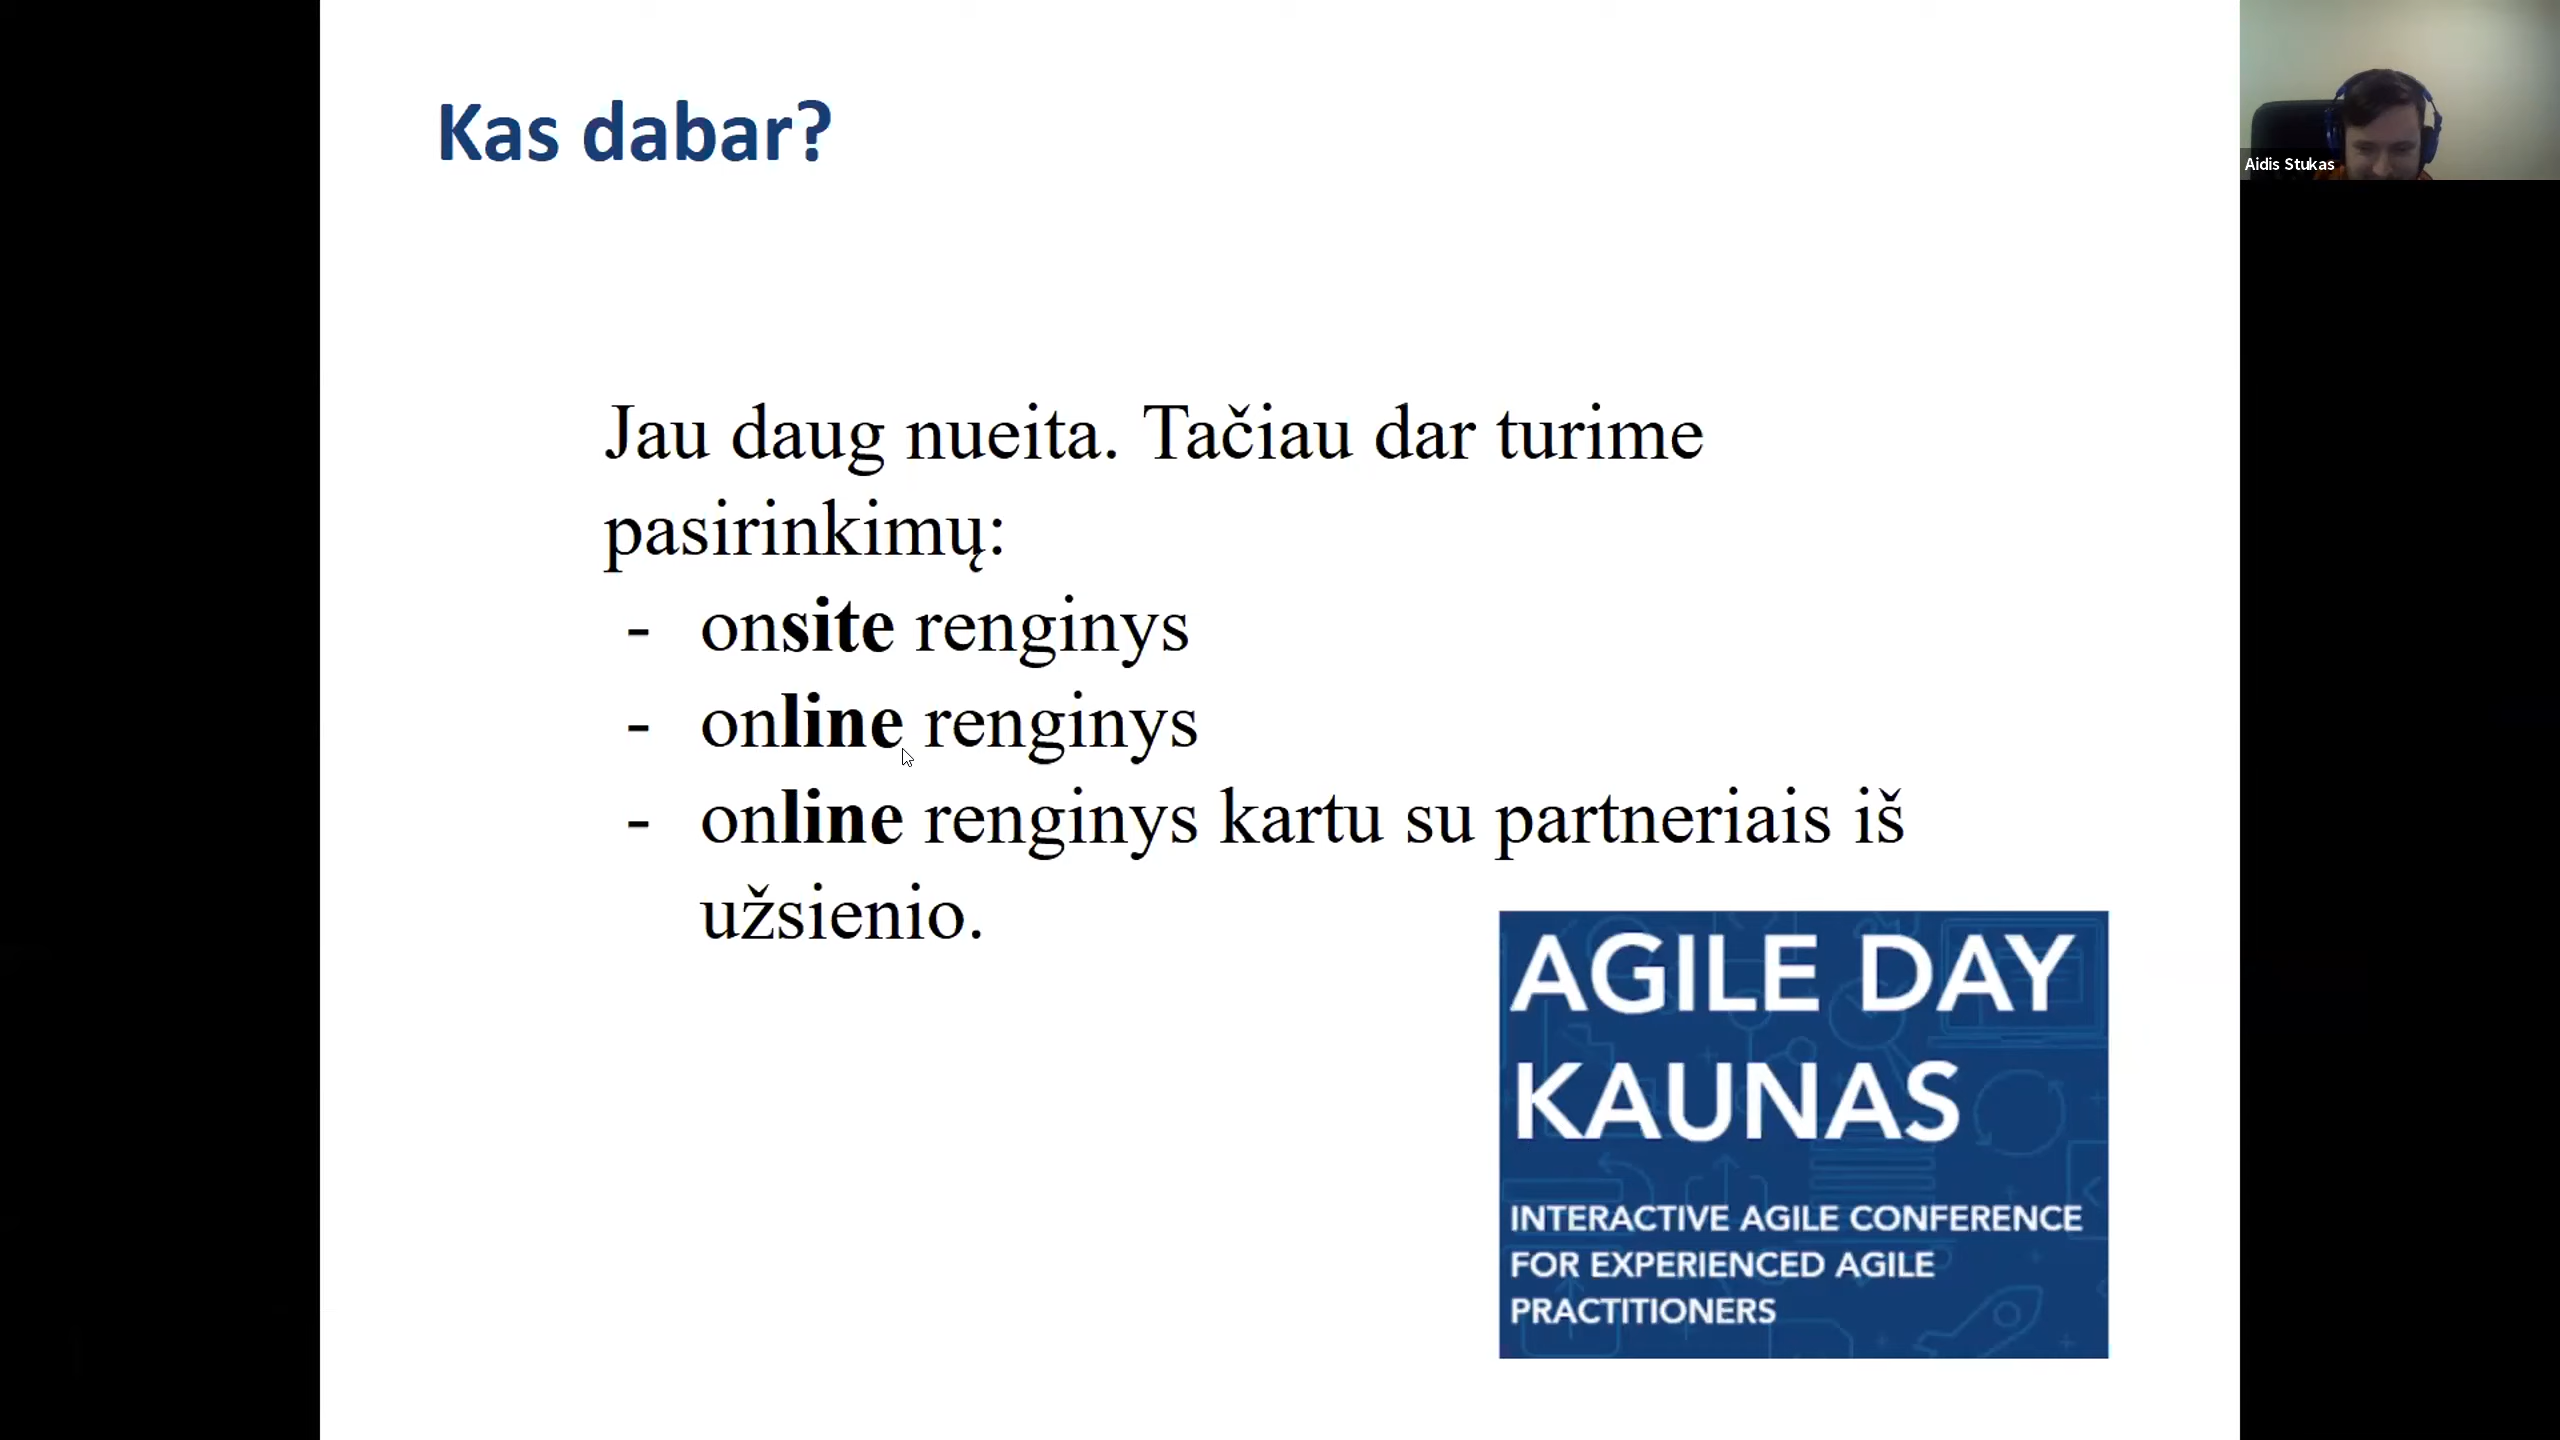 Kas dabar?
Aidis Stukas
Jau daug nueita. Tačiau dar turime
pasirinkimų:
- onsite renginys
- online renginys
- online renginys kartu su partneriais iš
užsienio.
AGILE DAY
KAUNAS
INTERACTIVE AGILE CONFERENCE
FOR EXPERIENCED AGILE
PRACTITIONERS